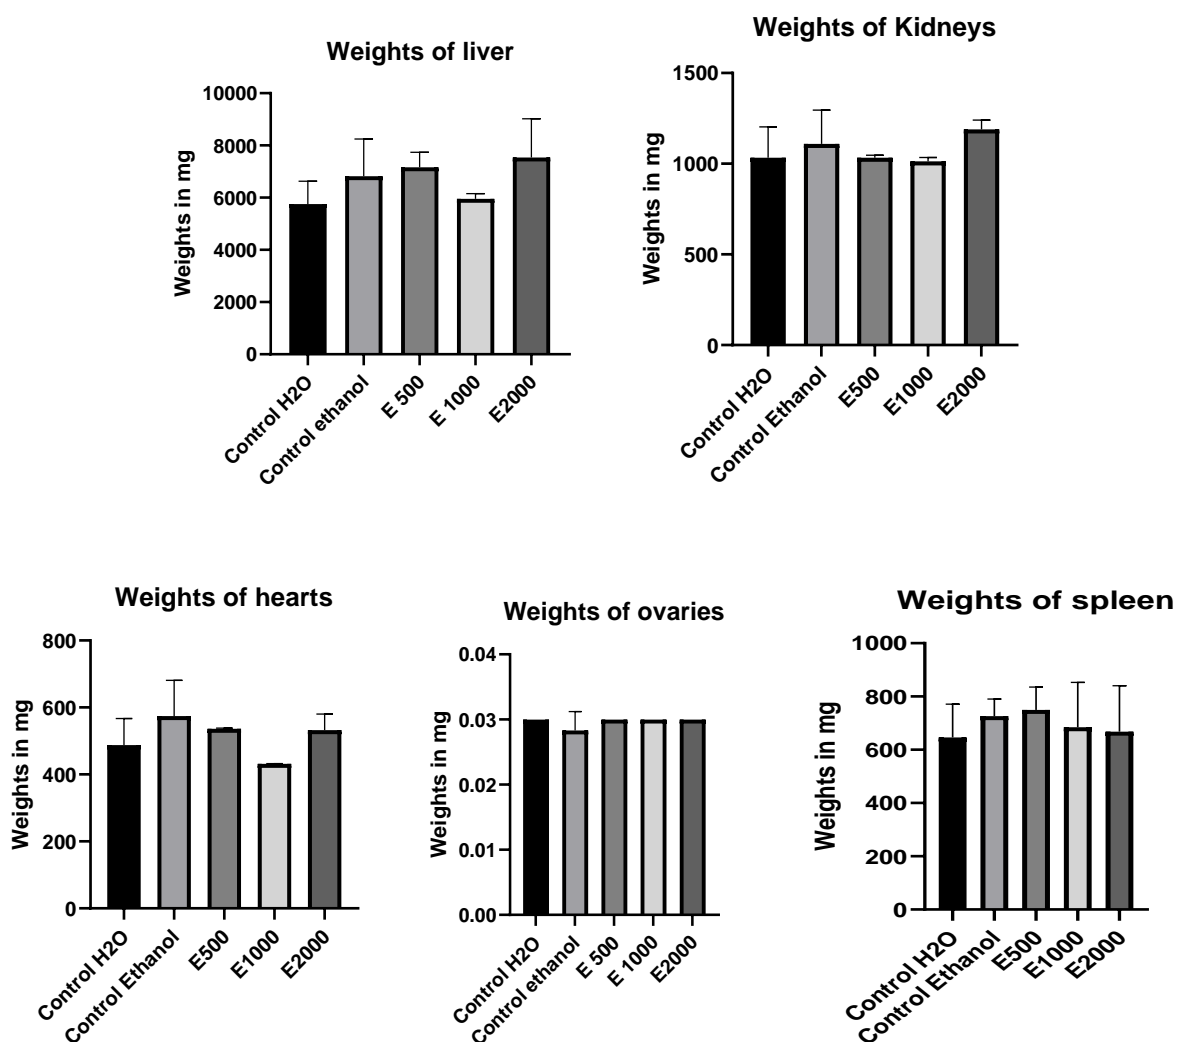 Weights of liver
Weights in mg
10000
8000
6000
4000
2000
0
Control H2O
Control ethanol
E 500
E 1000
E2000
Weights of Kidneys
Weights in mg
1500
1000
500
0
Control H2O
Control Ethanol
E500
E1000
E2000
Weights of hearts
Weights in mg
800
600
400
200
0
Control H2O
Control Ethanol
E500
E1000
E2000
Weights of ovaries
Weights in mg
0.04
0.03
0.02
0.01
0.00
Control H2O
Control ethanol
E 500
E 1000
E2000
Weights of spleen
Weights in mg
1000
800
600
400
200
0
Control H2O
Control Ethanol
E500
E1000
E2000